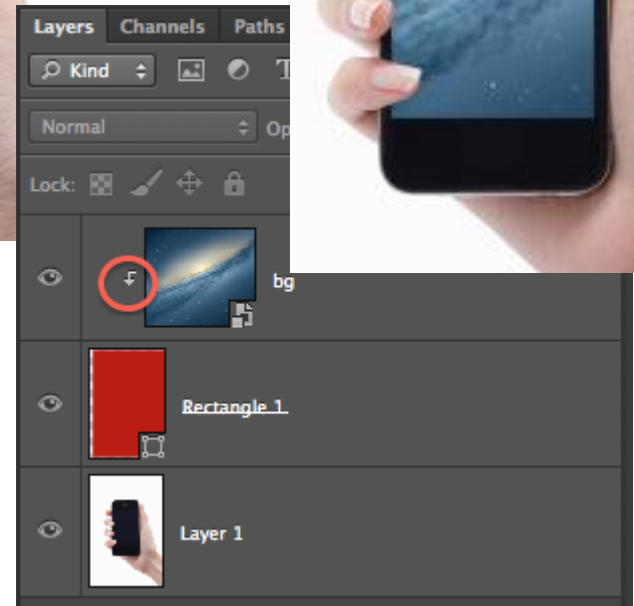 Layers Channels Paths
Kind T
Normal Op
Lock:
bg
Rectangle 1
Layer 1